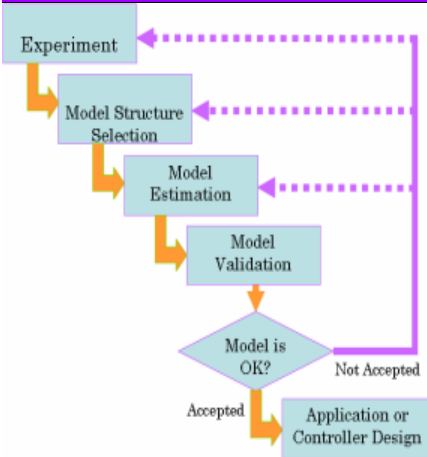 Experiment
Model Structure
Selection
Model
Estimation
Model
Validation
Model is
OK?
Not Accepted
Accepted
Application or
Controller Design